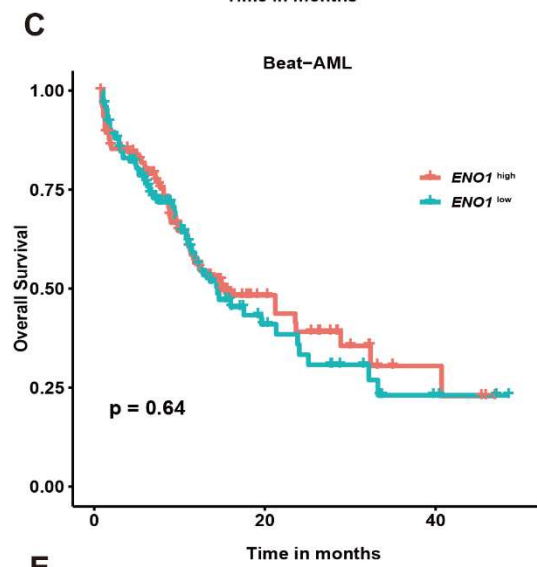 Time in months
C
Beat-AML
1.00
0.75
0.50
0.25
0.00
Overall Survival
ENO1 high
ENO1 low
p = 0.64
0 20 40
Time in months
E